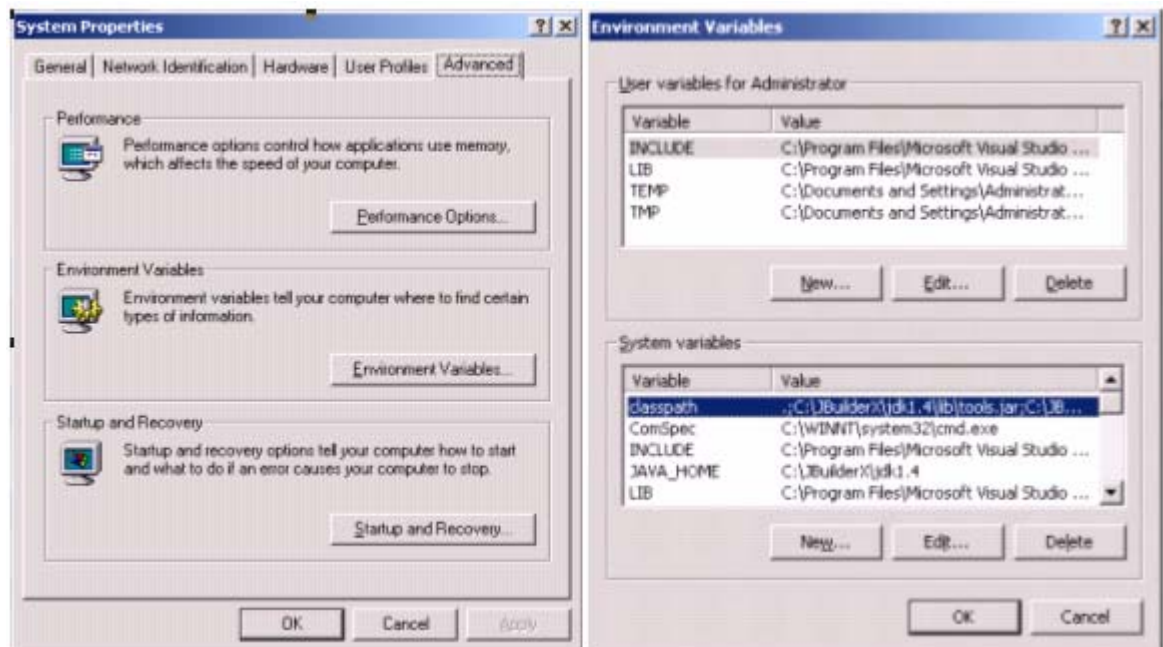 System Properties
General
Network Identification
Hardware
User Profiles
Advanced
Performance
Performance options control how applications use memory,
which affects the speed of your computer.
Performance Options...
Environment Variables
Environment variables tell your computer where to find certain
types of information.
Environment Variables...
Startup and Recovery
Startup and recovery options tell your computer how to start
and what to do if an error causes your computer to stop.
Startup and Recovery...
OK
Cancel
Apply
Environment Variables
User variables for Administrator
Variable Value
INCLUDE C:\Program Files\Microsoft Visual Studio ...
LIB C:\Program Files\Microsoft Visual Studio ...
TEMP C:\Documents and Settings\Administrat...
TMP C:\Documents and Settings\Administrat...
New...
Edit...
Delete
System variables
Variable Value
classpath .;C:\JBuilderX\jdk1.4\lib\tools.jar;C:\JB...
ComSpec C:\WINNT\system32\cmd.exe
INCLUDE C:\Program Files\Microsoft Visual Studio ...
JAVA_HOME C:\JBuilderX\jdk1.4
LIB C:\Program Files\Microsoft Visual Studio ...
New...
Edit...
Delete
OK
Cancel